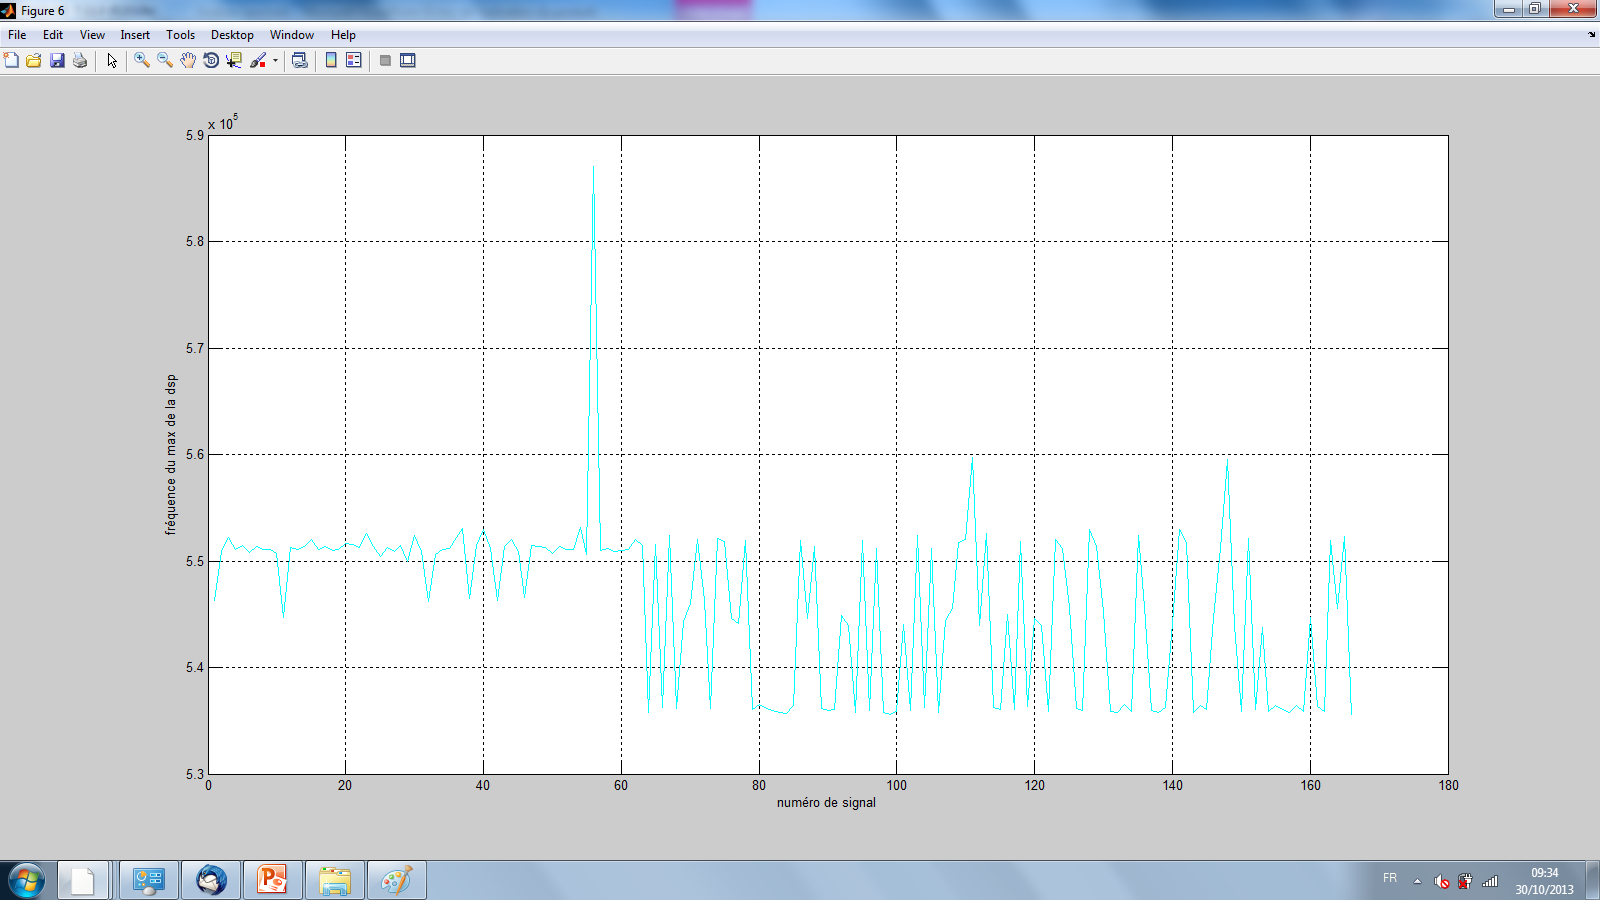 Figure 6
File Edit View Insert Tools Desktop Window Help
x 10⁵
5.9
5.8
5.7
5.6
5.5
5.4
5.3
fréquence du max de la dsp
0 20 40 60 80 100 120 140 160 180
numéro de signal
FR
09:34
30/10/2013